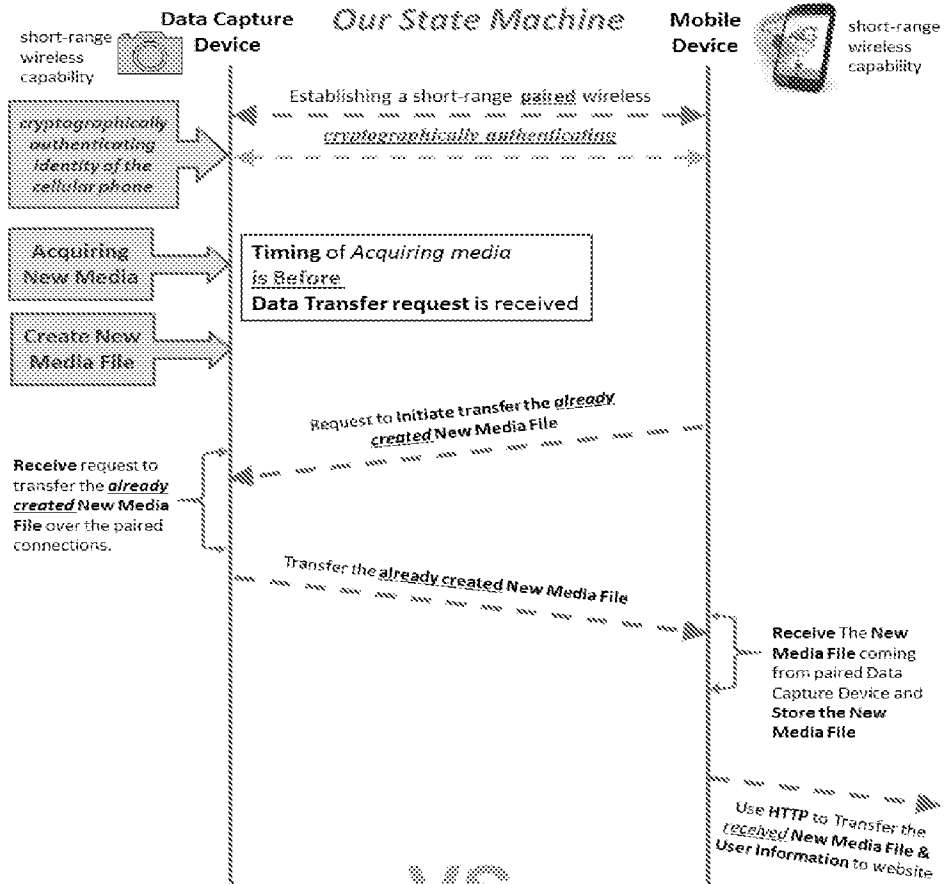 Our State Machine
Data Capture
Device
Mobile
Device
short-range
wireless
capability
short-range
wireless
capability
Establishing a short-range paired wireless
cryptographically authenticating
cryptographically
authenticating
identity of the
cellular phone
Acquiring
New Media
Timing of Acquiring media
is Before
Data Transfer request is received
Create New
Media File
Request to Initiate transfer the already
created New Media File
Receive request to
transfer the already
created New Media
File over the paired
connections.
Transfer the already created New Media File
Receive The New
Media File coming
from paired Data
Capture Device and
Store the New
Media File
Use HTTP to Transfer the
received New Media File &
User Information to website
VS